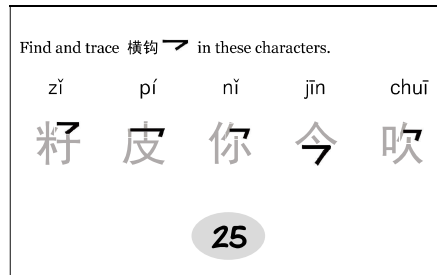 Find and trace 横钩 ㇖ in these characters.
zǐ pí nǐ jīn chuī
籽 皮 你 今 吹
25